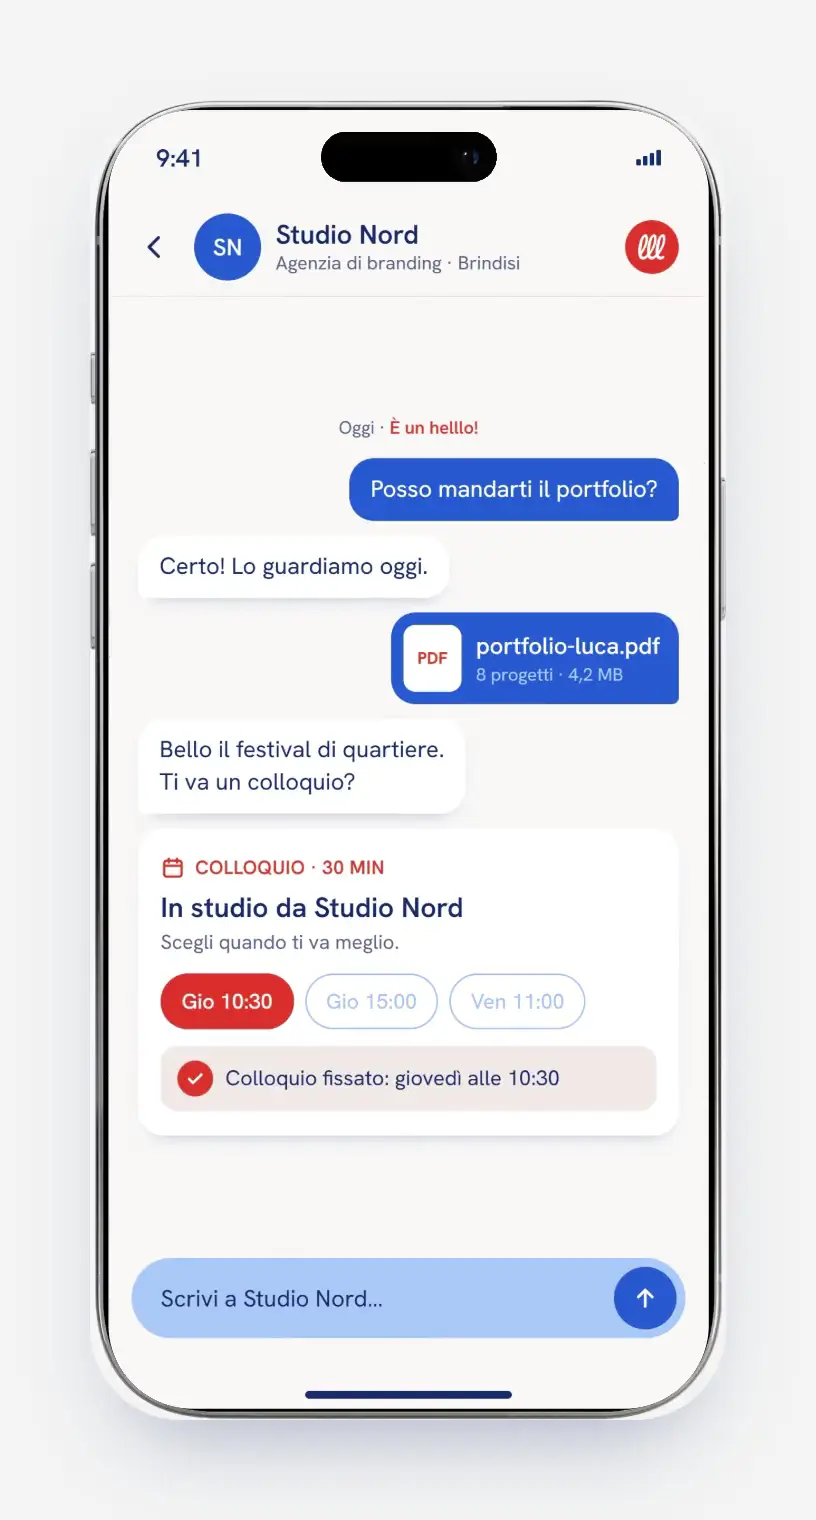 9:41
SN
Studio Nord
Agenzia di branding · Brindisi
lll
Oggi · È un helllo!
Posso mandarti il portfolio?
Certo! Lo guardiamo oggi.
PDF
portfolio-luca.pdf
8 progetti · 4,2 MB
Bello il festival di quartiere.
Ti va un colloquio?
COLLOQUIO · 30 MIN
In studio da Studio Nord
Scegli quando ti va meglio.
Gio 10:30
Gio 15:00
Ven 11:00
Colloquio fissato: giovedì alle 10:30
Scrivi a Studio Nord...